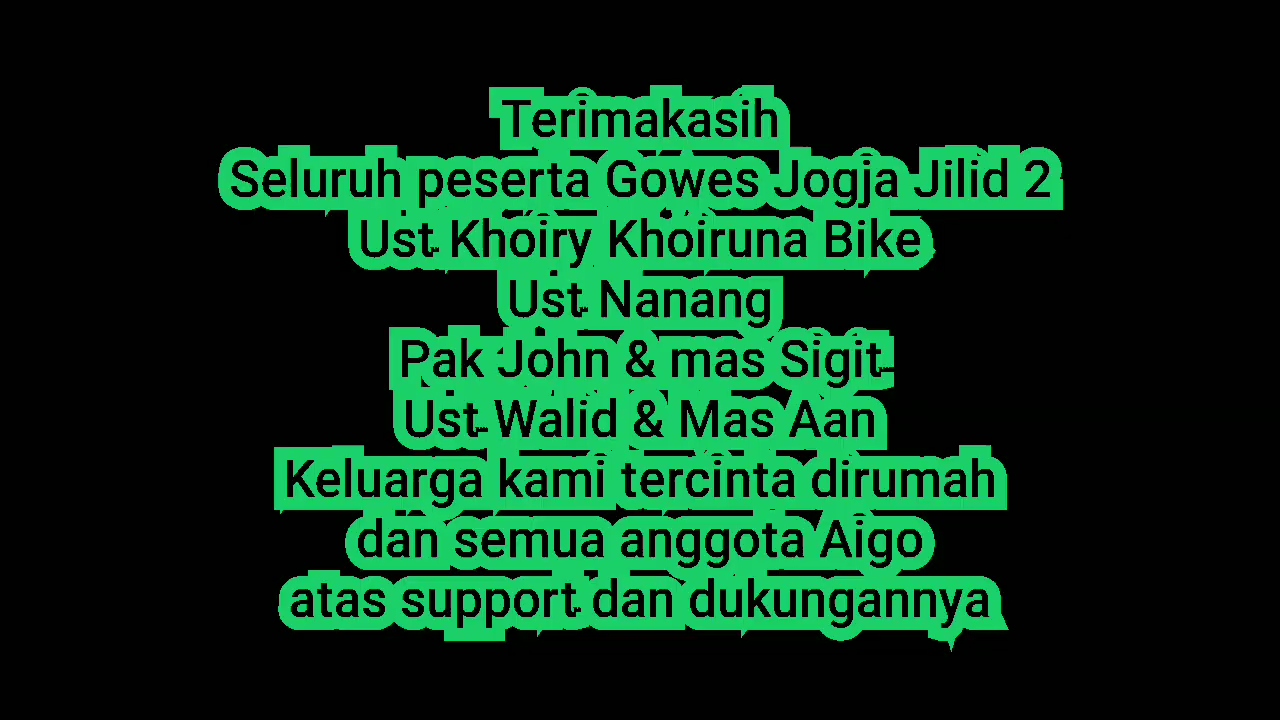 Terimakasih
Seluruh peserta Gowes Jogja Jilid 2
Ust Khoiry Khoiruna Bike
Ust Nanang
Pak John & mas Sigit
Ust Walid & Mas Aan
Keluarga kami tercinta dirumah
dan semua anggota Aigo
atas support dan dukungannya